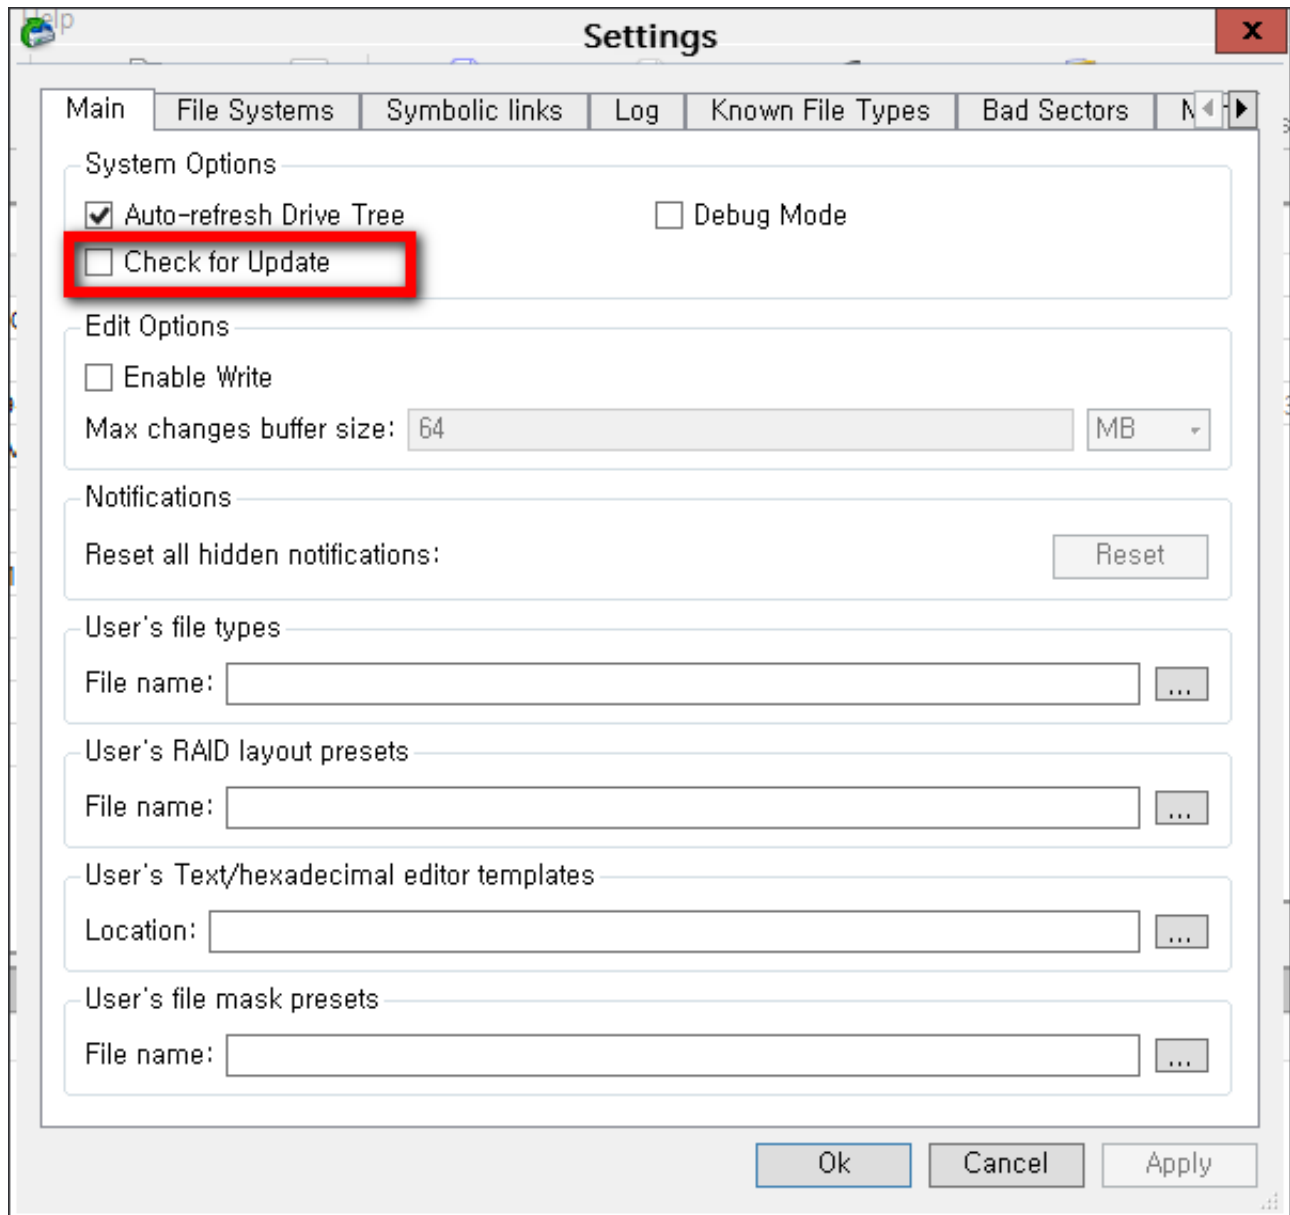 Help
Settings
Main File Systems Symbolic links Log Known File Types Bad Sectors
System Options
Auto-refresh Drive Tree Debug Mode
Check for Update
Edit Options
Enable Write
Max changes buffer size: 64 MB
Notifications
Reset all hidden notifications: Reset
User's file types
File name: ...
User's RAID layout presets
File name: ...
User's Text/hexadecimal editor templates
Location: ...
User's file mask presets
File name: ...
Ok Cancel Apply